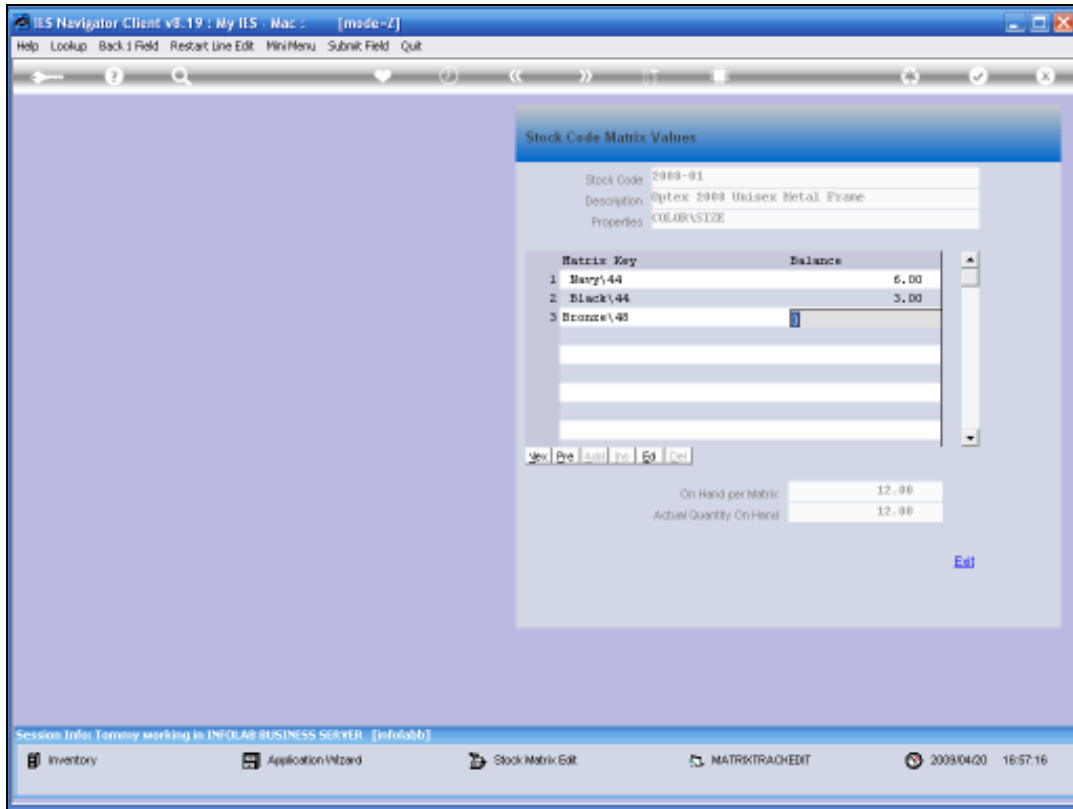 IES Navigator Client v8.19 : My IES - Mac : [mode=Z]
Help Lookup Back 1 Field Restart Line Edit MiniMenu Submit Field Quit
Stock Code Matrix Values
Stock Code 2000-01
Description Optex 2000 Unisex Metal Frame
Properties COLOR\SIZE
Matrix Key Balance
1 Navy\44 6.00
2 Black\44 3.00
3 Bronze\48 3
Nex Pre Add Ins Ed Del
On Hand per Matrix 12.00
Actual Quantity On Hand 12.00
Exit
Session Info: Tommy working in INFOLAB BUSINESS SERVER [infolabb]
Inventory Application Wizard Stock Matrix Edit MATRIXTRACKEDIT 2009/04/20 16:57:16